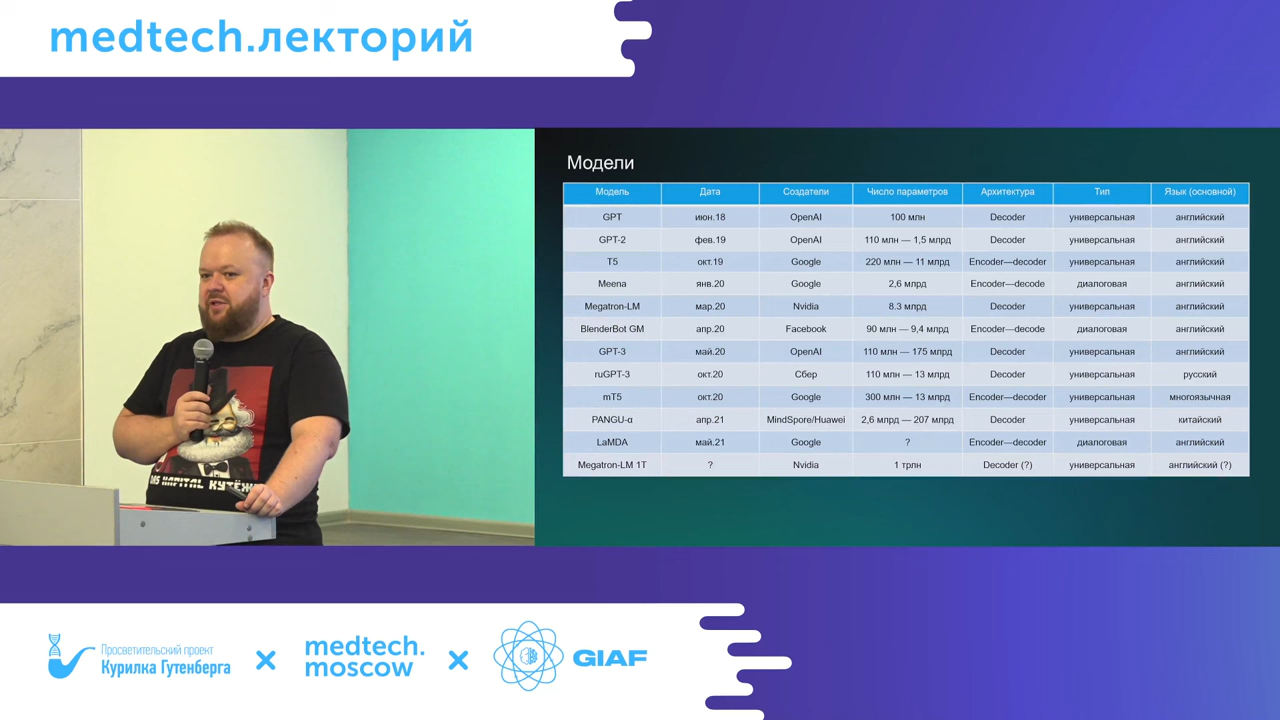 medtech.лекторий
Модели
Модель Дата Создатели Число параметров Архитектура Тип Язык (основной)
GPT июн.18 OpenAI 100 млн Decoder универсальная английский
GPT-2 фев.19 OpenAI 110 млн — 1,5 млрд Decoder универсальная английский
T5 окт.19 Google 220 млн — 11 млрд Encoder—decoder универсальная английский
Meena янв.20 Google 2,6 млрд Encoder—decode диалоговая английский
Megatron-LM мар.20 Nvidia 8.3 млрд Decoder универсальная английский
BlenderBot GM апр.20 Facebook 90 млн — 9,4 млрд Encoder—decode диалоговая английский
GPT-3 май.20 OpenAI 110 млн — 175 млрд Decoder универсальная английский
ruGPT-3 окт.20 Сбер 110 млн — 13 млрд Decoder универсальная русский
mT5 окт.20 Google 300 млн — 13 млрд Encoder—decoder универсальная многоязычная
PANGU-α апр.21 MindSpore/Huawei 2,6 млрд — 207 млрд Decoder универсальная китайский
LaMDA май.21 Google ? Encoder—decoder диалоговая английский
Megatron-LM 1T ? Nvidia 1 трлн Decoder (?) универсальная английский (?)
DAS KAPITAL КУТЁЖ
Просветительский проект
Курилка Гутенберга
medtech.
moscow
GIAF